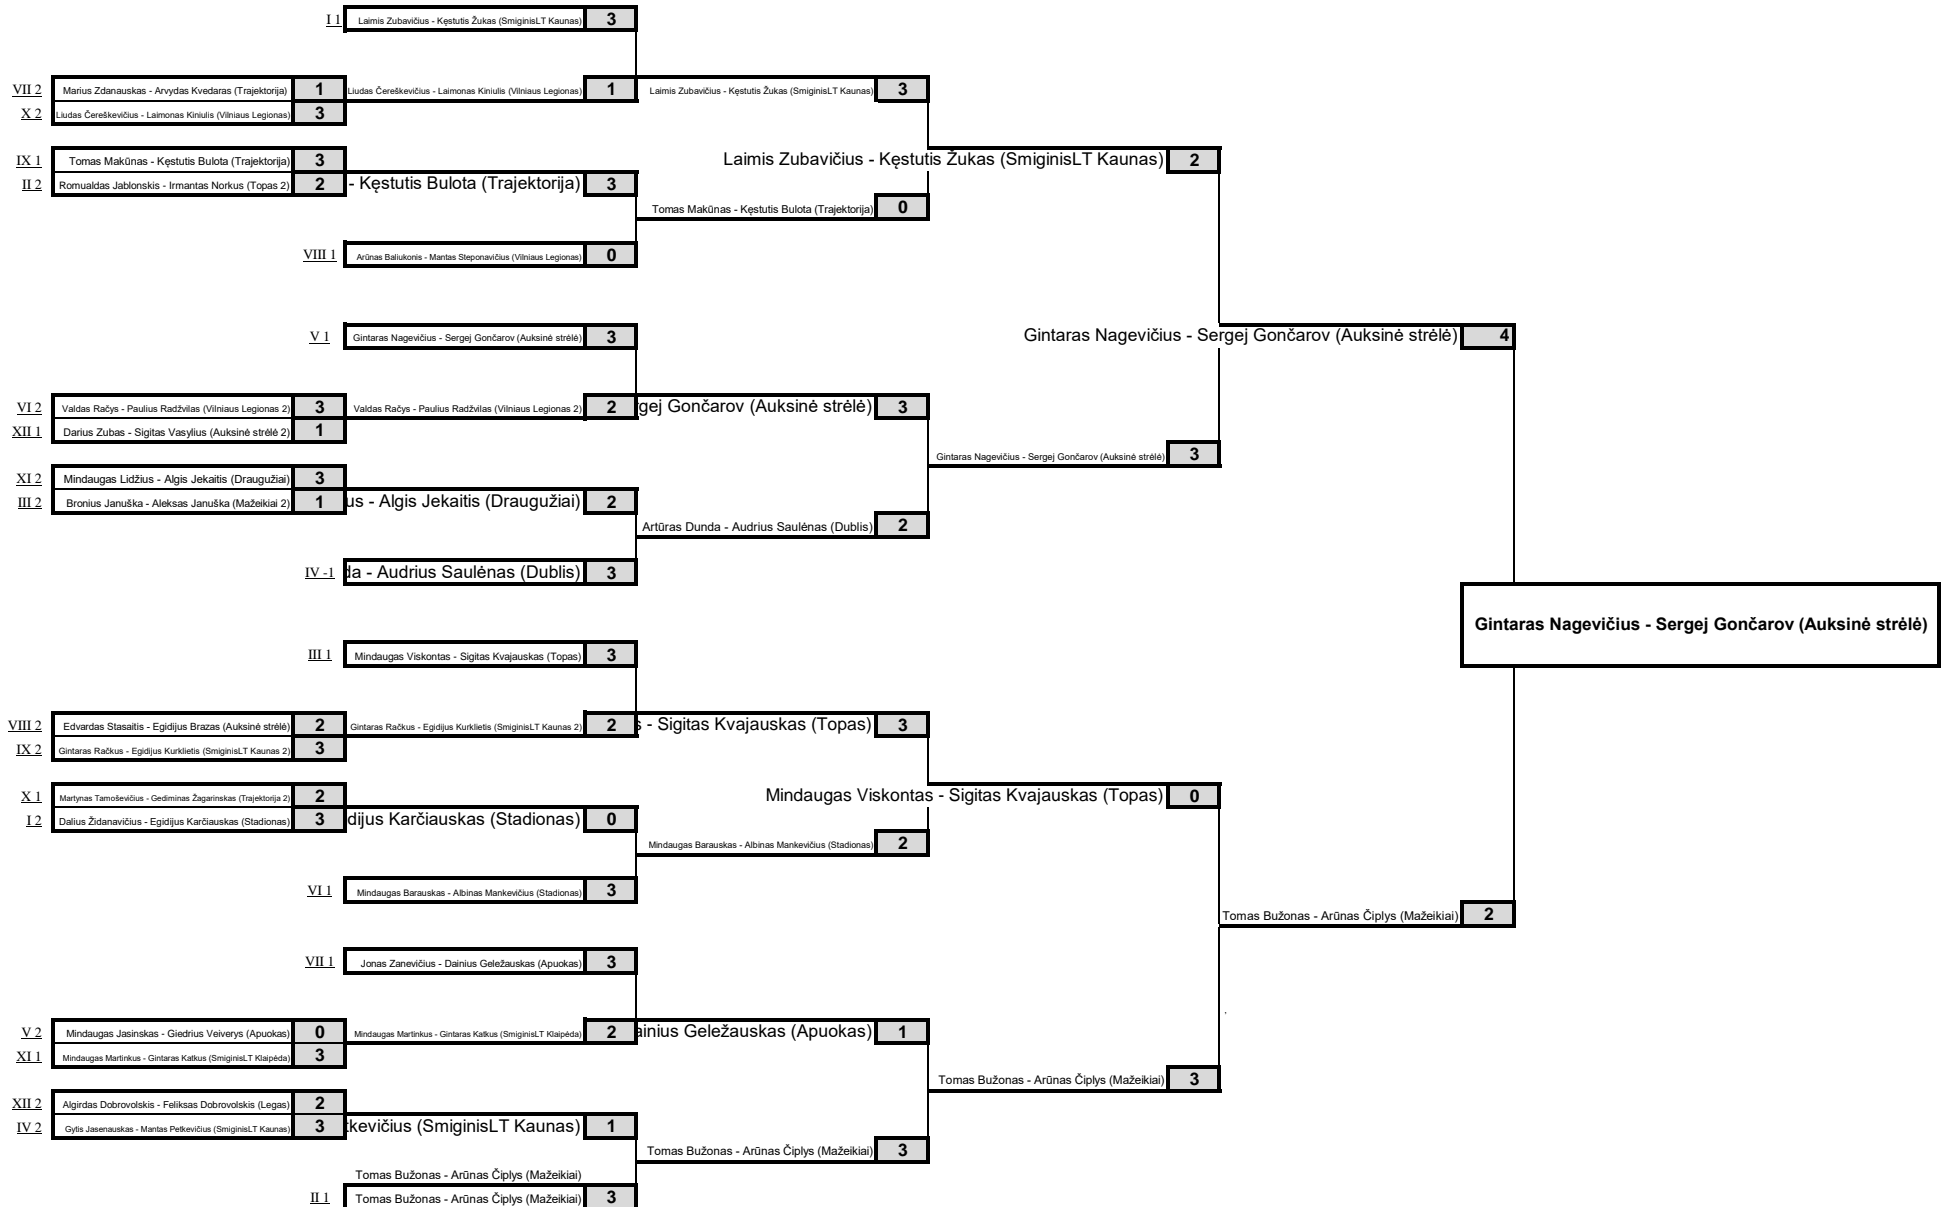 I 1 Laimis Zubavičius - Kęstutis Žukas (SmiginisLT Kaunas) 3
VII 2 Marius Zdanauskas - Arvydas Kvedaras (Trajektorija) 1 Liudas Čereškevičius - Laimonas Kiniulis (Vilniaus Legionas) 1 Laimis Zubavičius - Kęstutis Žukas (SmiginisLT Kaunas) 3
X 2 Liudas Čereškevičius - Laimonas Kiniulis (Vilniaus Legionas) 3
IX 1 Tomas Makūnas - Kęstutis Bulota (Trajektorija) 3 Laimis Zubavičius - Kęstutis Žukas (SmiginisLT Kaunas) 2
II 2 Romualdas Jablonskis - Irmantas Norkus (Topas 2) 2 - Kęstutis Bulota (Trajektorija) 3
Tomas Makūnas - Kęstutis Bulota (Trajektorija) 0
VIII 1 Arūnas Baliukonis - Mantas Steponavičius (Vilniaus Legionas) 0
V 1 Gintaras Nagevičius - Sergej Gončarov (Auksinė strėlė) 3 Gintaras Nagevičius - Sergej Gončarov (Auksinė strėlė) 4
VI 2 Valdas Račys - Paulius Radžvilas (Vilniaus Legionas 2) 3 Valdas Račys - Paulius Radžvilas (Vilniaus Legionas 2) 2 gej Gončarov (Auksinė strėlė) 3
XII 1 Darius Zubas - Sigitas Vasylius (Auksinė strėlė 2) 1
Gintaras Nagevičius - Sergej Gončarov (Auksinė strėlė) 3
XI 2 Mindaugas Lidžius - Algis Jekaitis (Draugužiai) 3
III 2 Bronius Januška - Aleksas Januška (Mažeikiai 2) 1 us - Algis Jekaitis (Draugužiai) 2
Artūras Dunda - Audrius Saulėnas (Dublis) 2
IV -1 da - Audrius Saulėnas (Dublis) 3
Gintaras Nagevičius - Sergej Gončarov (Auksinė strėlė)
III 1 Mindaugas Viskontas - Sigitas Kvajauskas (Topas) 3
VIII 2 Edvardas Stasaitis - Egidijus Brazas (Auksinė strėlė) 2 Gintaras Račkus - Egidijus Kurklietis (SmiginisLT Kaunas 2) 2 s - Sigitas Kvajauskas (Topas) 3
IX 2 Gintaras Račkus - Egidijus Kurklietis (SmiginisLT Kaunas 2) 3
X 1 Martynas Tamoševičius - Gediminas Žagarinskas (Trajektorija 2) 2 Mindaugas Viskontas - Sigitas Kvajauskas (Topas) 0
I 2 Dalius Židanavičius - Egidijus Karčiauskas (Stadionas) 3 dijus Karčiauskas (Stadionas) 0
Mindaugas Barauskas - Albinas Mankevičius (Stadionas) 2
VI 1 Mindaugas Barauskas - Albinas Mankevičius (Stadionas) 3
Tomas Bužonas - Arūnas Čiplys (Mažeikiai) 2
VII 1 Jonas Zanevičius - Dainius Geležauskas (Apuokas) 3
V 2 Mindaugas Jasinskas - Giedrius Veiverys (Apuokas) 0 Mindaugas Martinkus - Gintaras Katkus (SmiginisLT Klaipėda) 2 ainius Geležauskas (Apuokas) 1
XI 1 Mindaugas Martinkus - Gintaras Katkus (SmiginisLT Klaipėda) 3
Tomas Bužonas - Arūnas Čiplys (Mažeikiai) 3
XII 2 Algirdas Dobrovolskis - Feliksas Dobrovolskis (Legas) 2
IV 2 Gytis Jasenauskas - Mantas Petkevičius (SmiginisLT Kaunas) 3 tkevičius (SmiginisLT Kaunas) 1
Tomas Bužonas - Arūnas Čiplys (Mažeikiai) 3
Tomas Bužonas - Arūnas Čiplys (Mažeikiai)
II 1 Tomas Bužonas - Arūnas Čiplys (Mažeikiai) 3